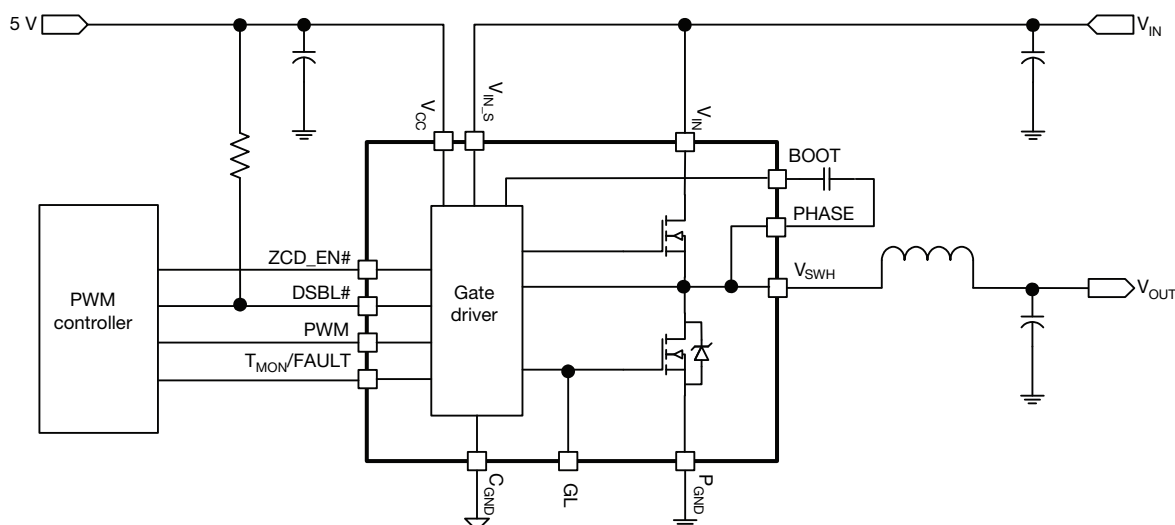 5 V
V_IN
V_CC
V_IN_S
V_IN
BOOT
PHASE
ZCD_EN#
V_SWH
DSBL#
V_OUT
PWM
controller
Gate
driver
PWM
T_MON/FAULT
C_GND
GL
P_GND